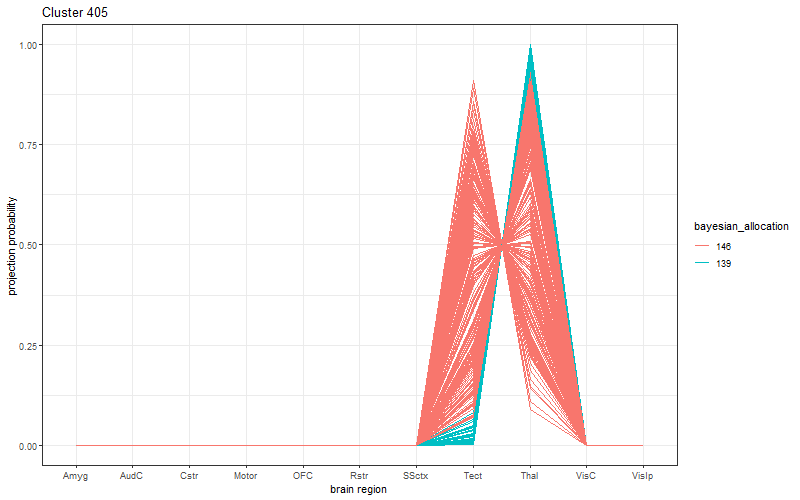 Cluster 405
1.00
0.75
0.50
0.25
0.00
projection probability
Amyg AudC Cstr Motor OFC Rstr SSctx Tect Thal VisC VisIp
brain region
bayesian_allocation
146
139